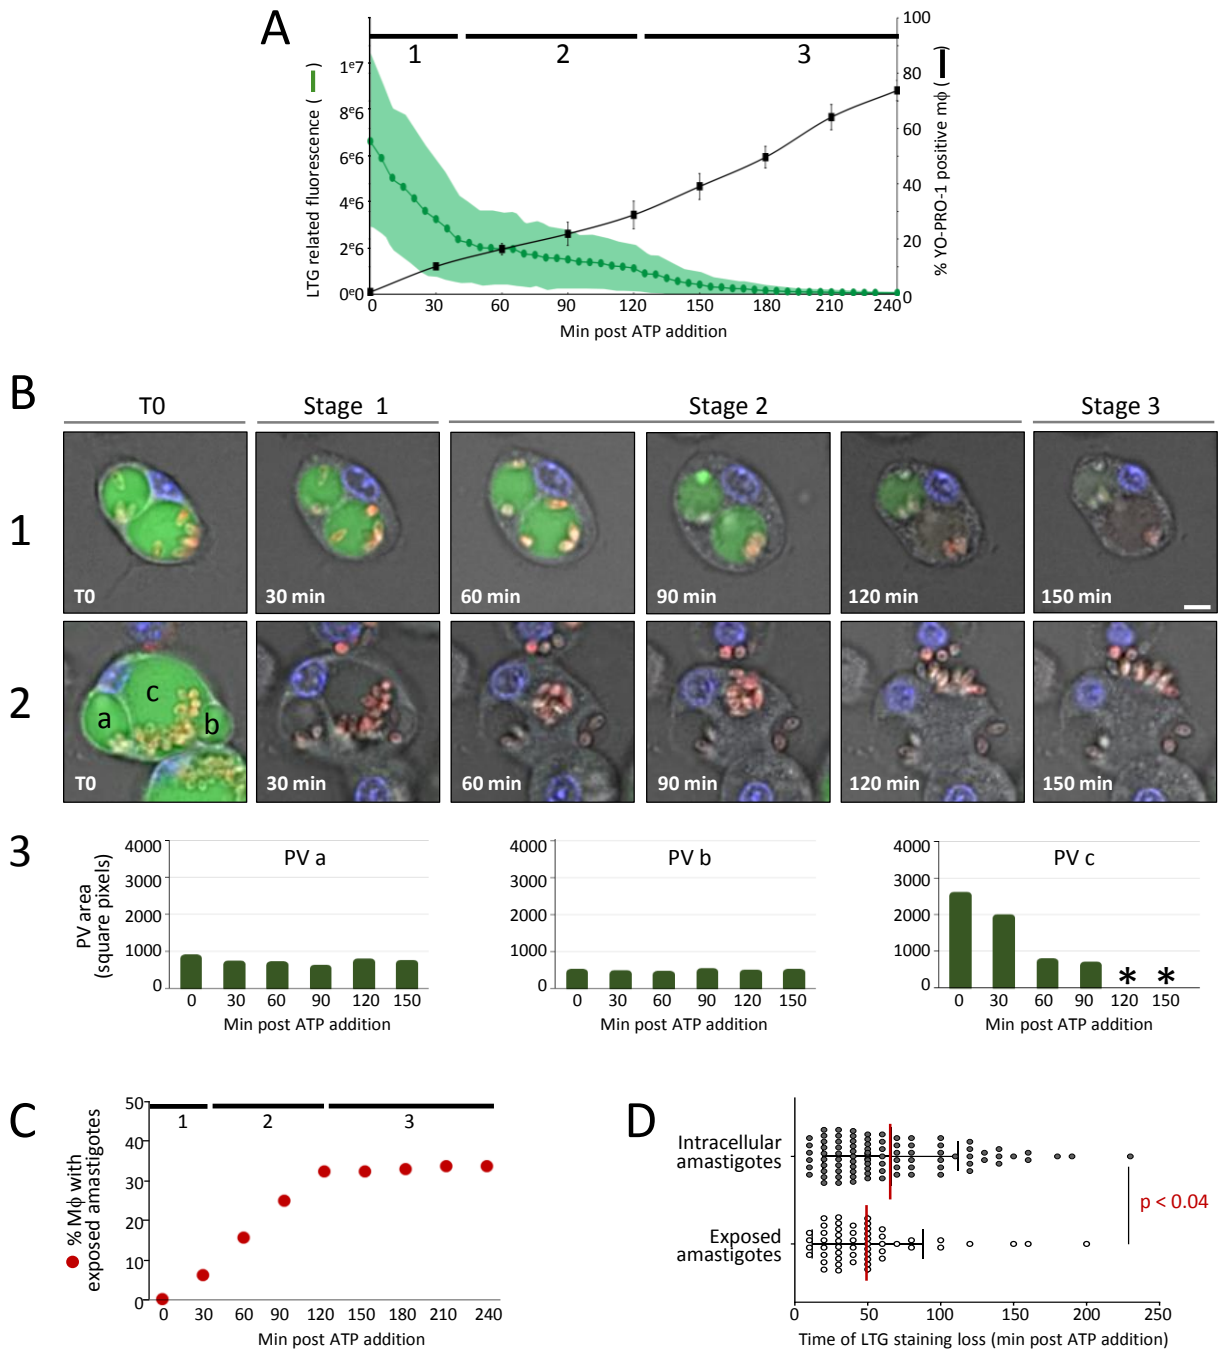 A
1
2
3
LTG related fluorescence ( )
1e7
8e6
6e6
4e6
2e6
0e0
100
80
60
40
20
0
% YO-PRO-1 positive mϕ ( )
0 30 60 90 120 150 180 210 240
Min post ATP addition
B
T0 Stage 1 Stage 2 Stage 3
1
T0 30 min 60 min 90 min 120 min 150 min
2
a c b
T0 30 min 60 min 90 min 120 min 150 min
3
PV area
(square pixels)
PV a
4000
3000
2000
1000
0
0 30 60 90 120 150
Min post ATP addition
PV b
4000
3000
2000
1000
0
0 30 60 90 120 150
Min post ATP addition
PV c
4000
3000
2000
1000
0
* *
0 30 60 90 120 150
Min post ATP addition
C
% Mϕ with
exposed amastigotes
50
40
30
20
10
0
1 2 3
0 30 60 90 120 150 180 210 240
Min post ATP addition
D
Intracellular
amastigotes
Exposed
amastigotes
p < 0.04
0 50 100 150 200 250
Time of LTG staining loss (min post ATP addition)